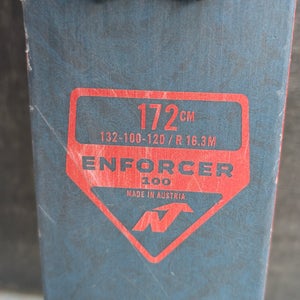 172CM
132-100-120 / R 16.3M
ENFORCER
100
MADE IN AUSTRIA